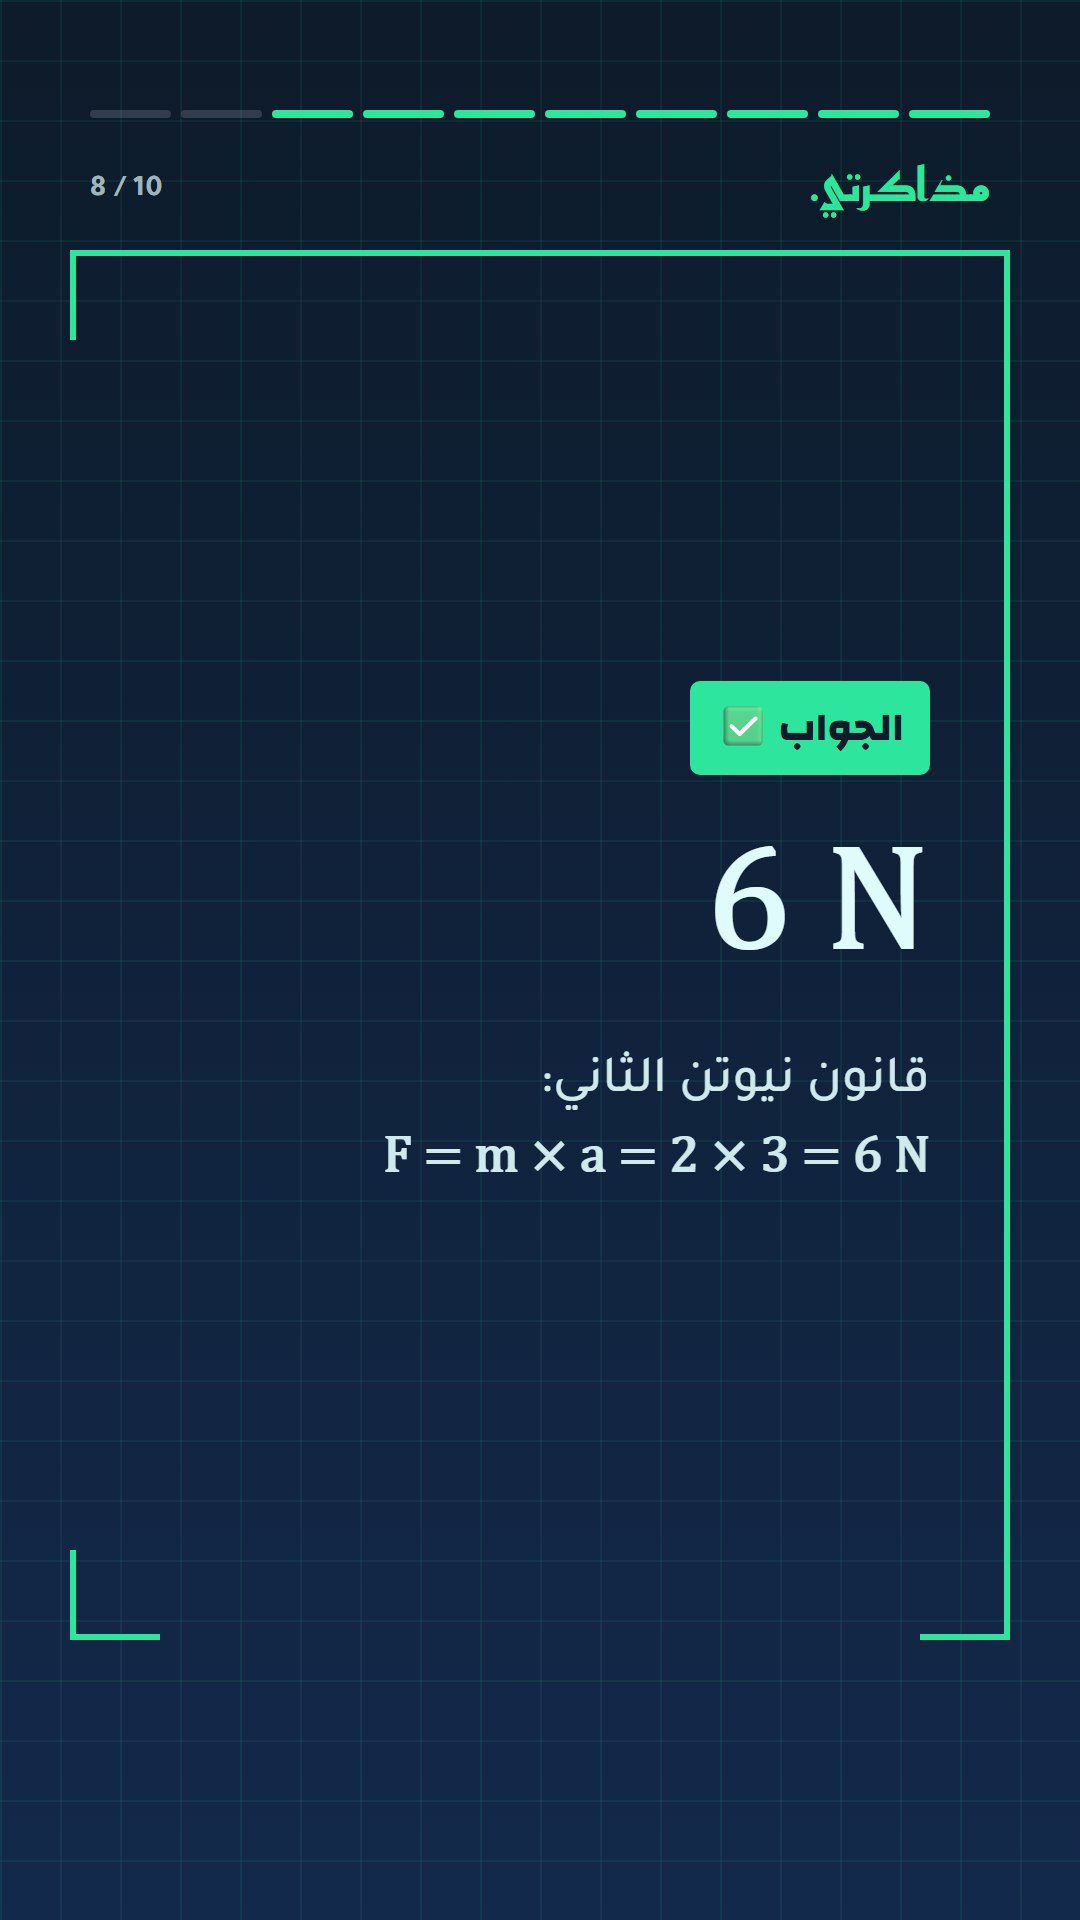 مذاكرتي.
8 / 10
الجواب ✅
6 N
قانون نيوتن الثاني:
F = m × a = 2 × 3 = 6 N